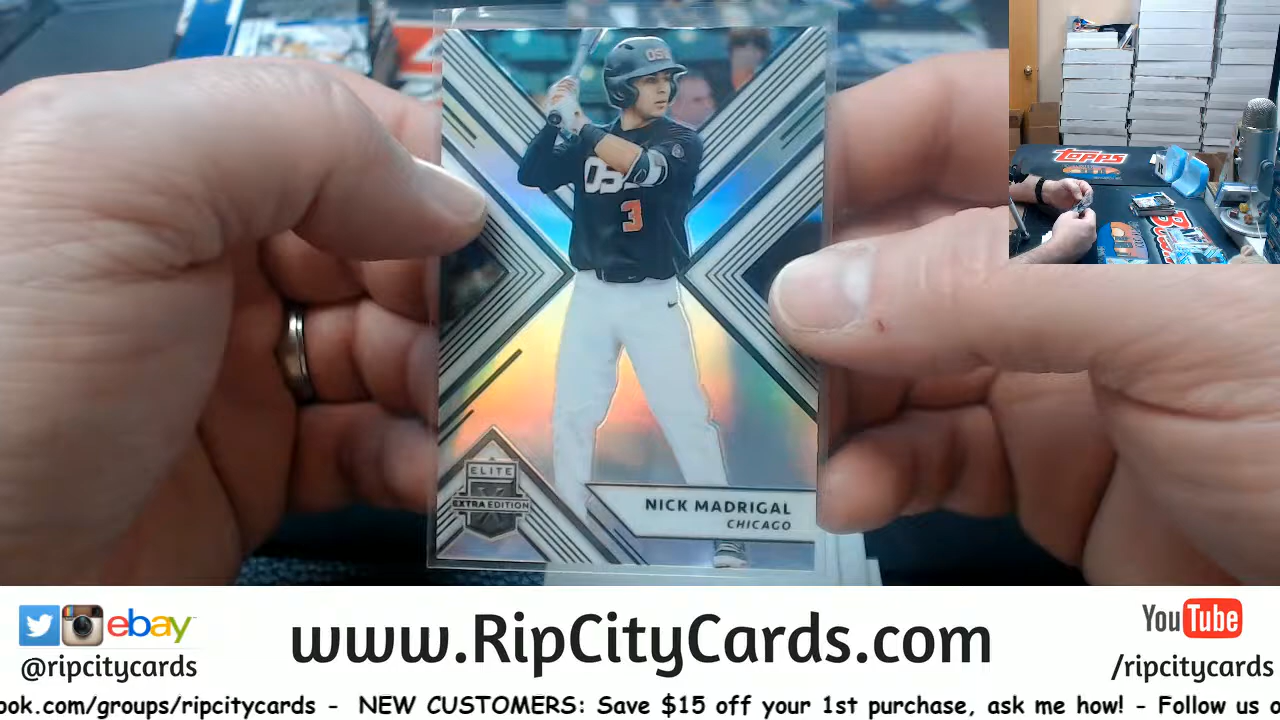 OSU
OSU
3
ELITE
EXTRA EDITION
NICK MADRIGAL
CHICAGO
Topps
ebay
@ripcitycards
www.RipCityCards.com
YouTube
/ripcitycards
ook.com/groups/ripcitycards - NEW CUSTOMERS: Save $15 off your 1st purchase, ask me how! - Follow us o